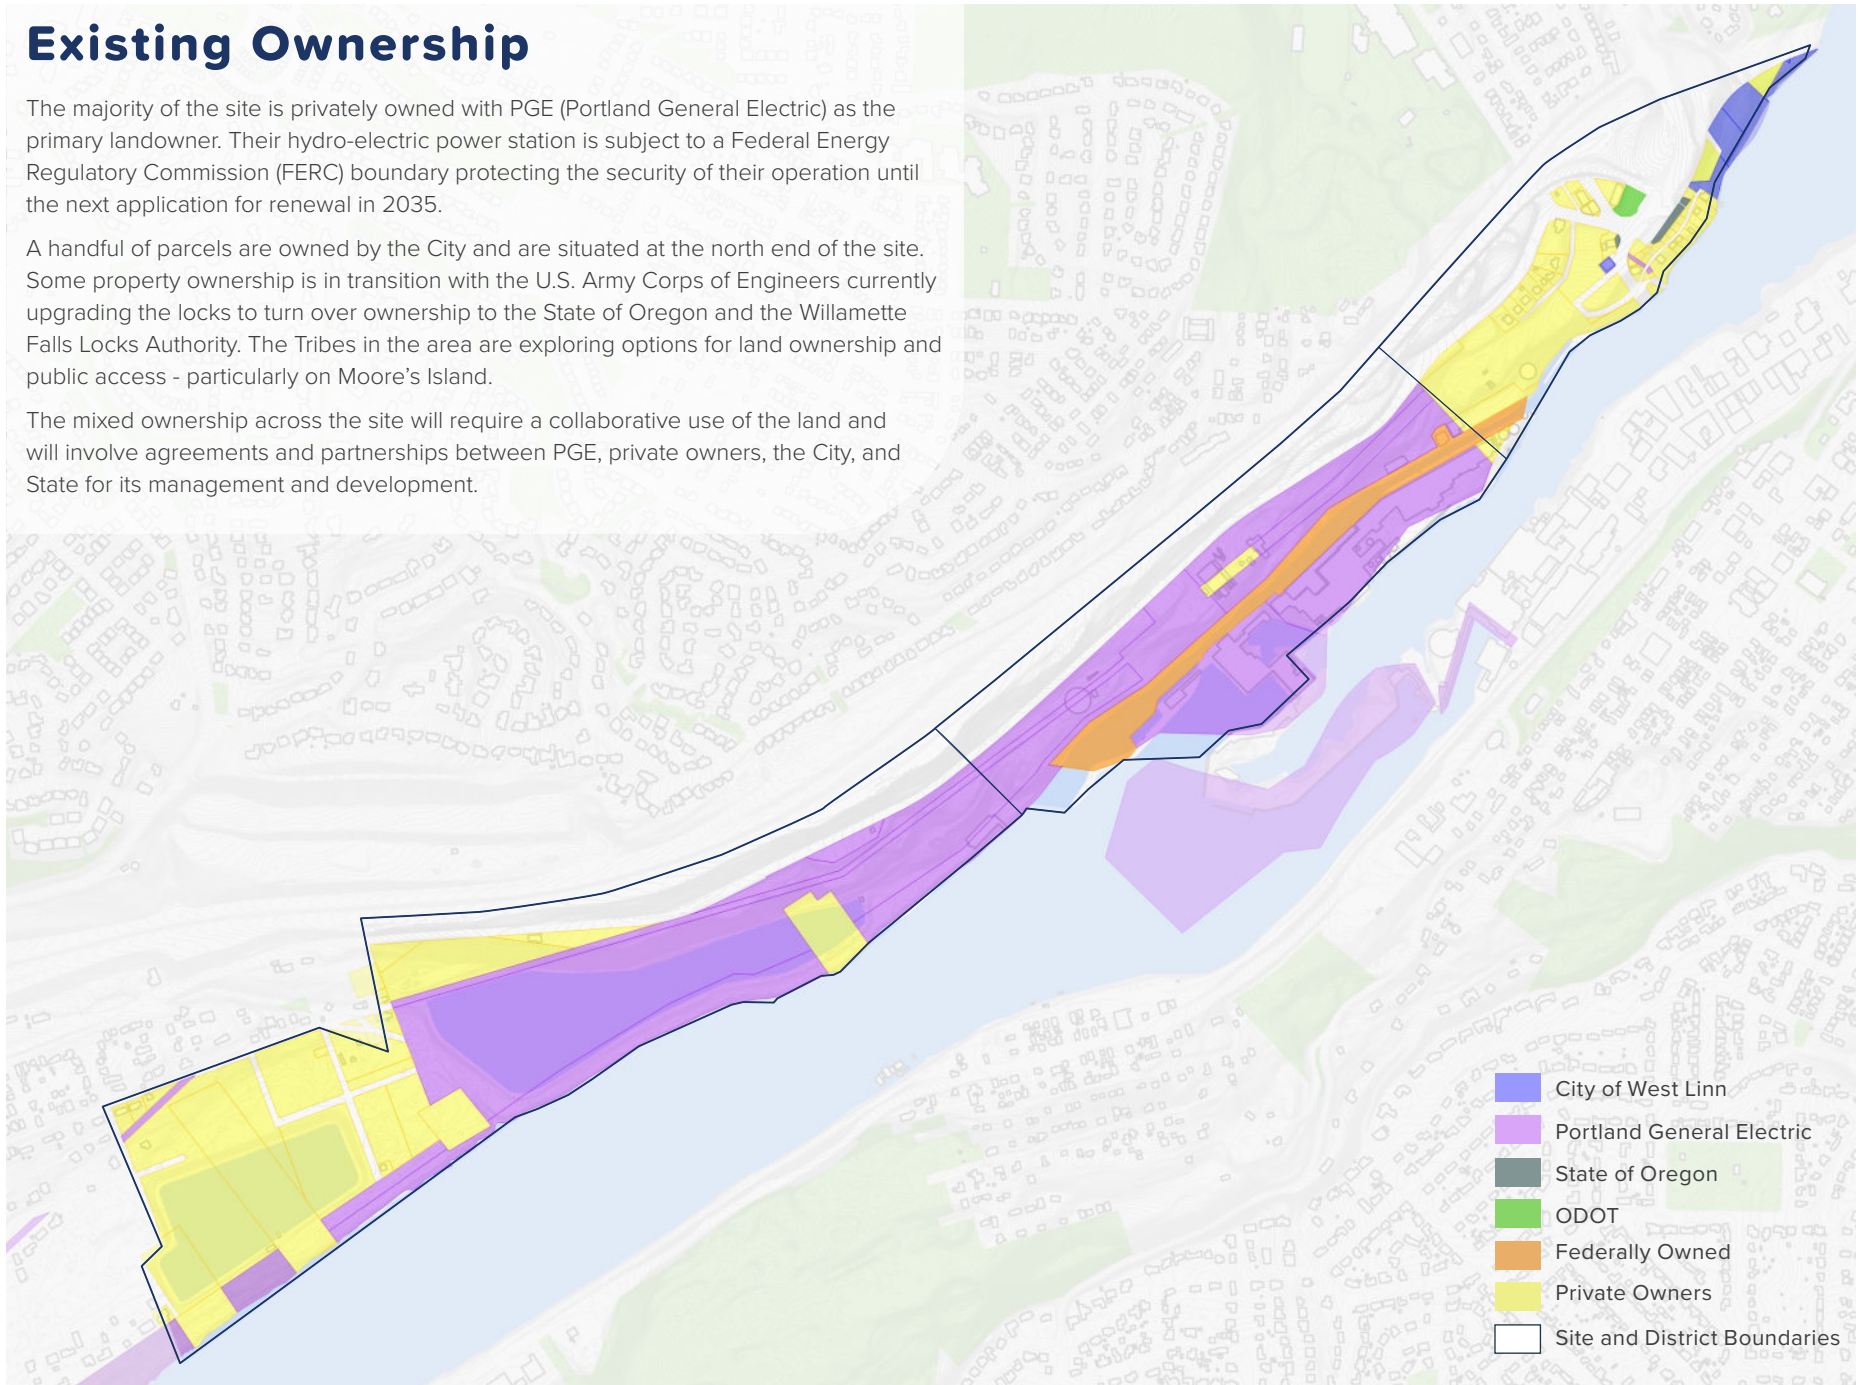 Existing Ownership
The majority of the site is privately owned with PGE (Portland General Electric) as the
primary landowner. Their hydro-electric power station is subject to a Federal Energy
Regulatory Commission (FERC) boundary protecting the security of their operation until
the next application for renewal in 2035.
A handful of parcels are owned by the City and are situated at the north end of the site.
Some property ownership is in transition with the U.S. Army Corps of Engineers currently
upgrading the locks to turn over ownership to the State of Oregon and the Willamette
Falls Locks Authority. The Tribes in the area are exploring options for land ownership and
public access - particularly on Moore’s Island.
The mixed ownership across the site will require a collaborative use of the land and
will involve agreements and partnerships between PGE, private owners, the City, and
State for its management and development.
City of West Linn
Portland General Electric
State of Oregon
ODOT
Federally Owned
Private Owners
Site and District Boundaries